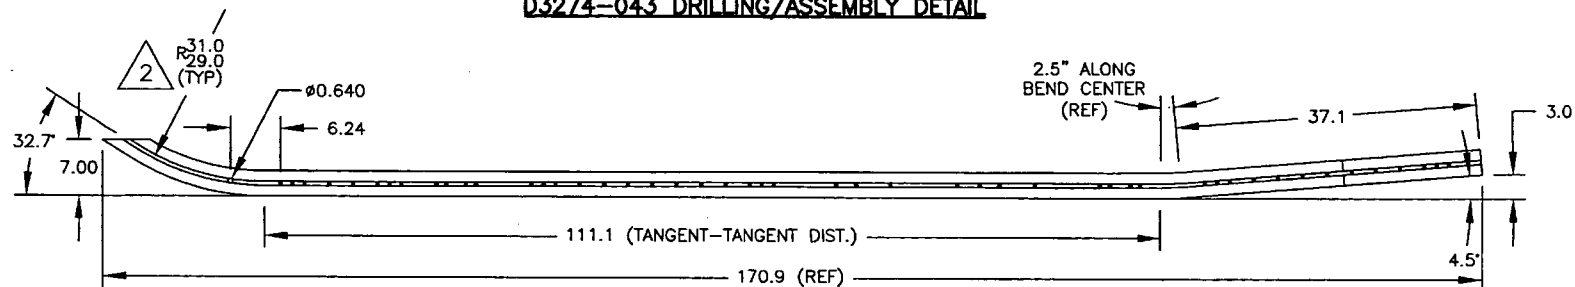 D3274-043 DRILLING/ASSEMBLY DETAIL
R31.0
29.0
(TYP)
2
ø0.640
6.24
2.5" ALONG
BEND CENTER
(REF)
37.1
3.0
32.7°
7.00
111.1 (TANGENT-TANGENT DIST.)
4.5°
170.9 (REF)